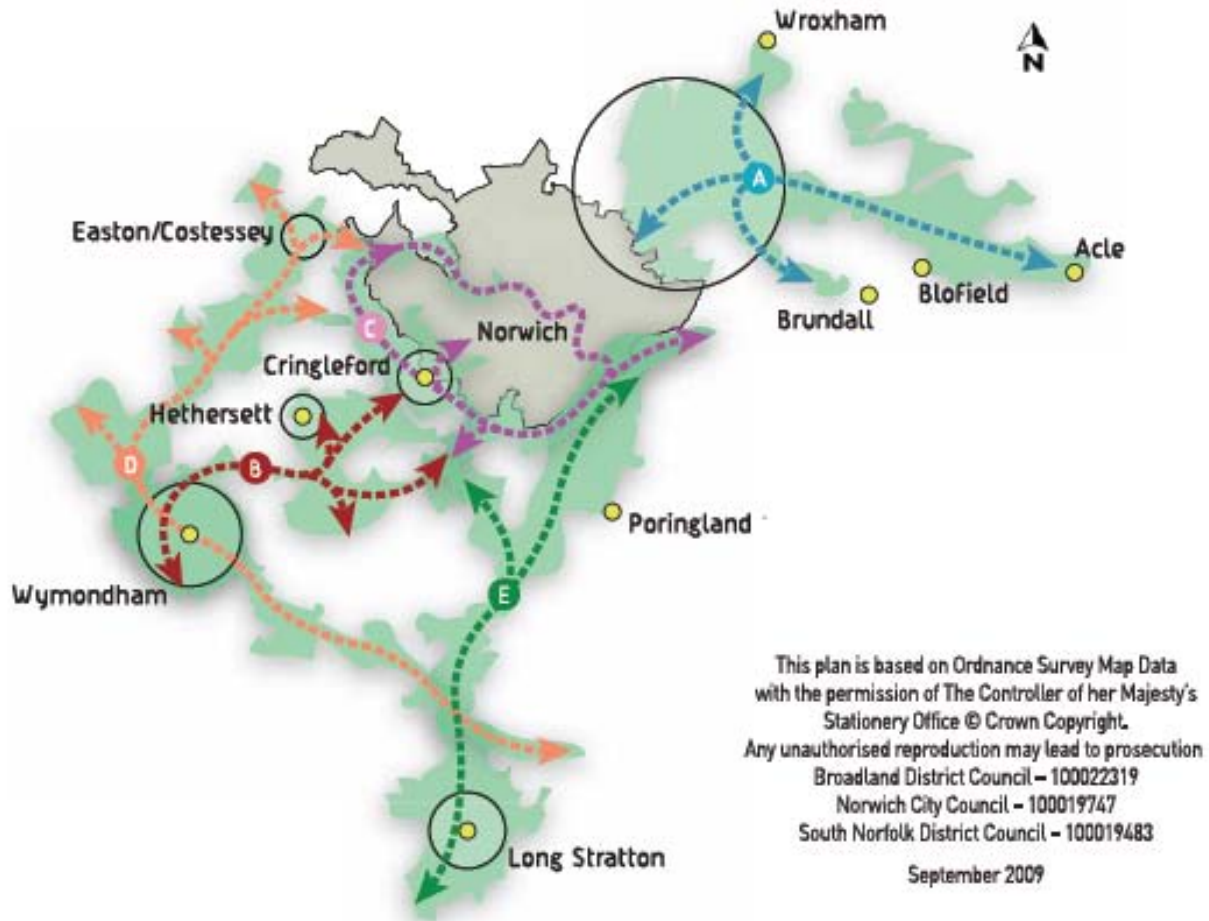 Wroxham
N
A
Easton/Costessey
Acle
Blofield
Brundall
C
Norwich
Cringleford
Hethersett
D
B
Poringland
Wymondham
E
Long Stratton
This plan is based on Ordnance Survey Map Data
with the permission of The Controller of her Majesty's
Stationery Office © Crown Copyright.
Any unauthorised reproduction may lead to prosecution
Broadland District Council – 100022319
Norwich City Council – 100019747
South Norfolk District Council – 100019483
September 2009